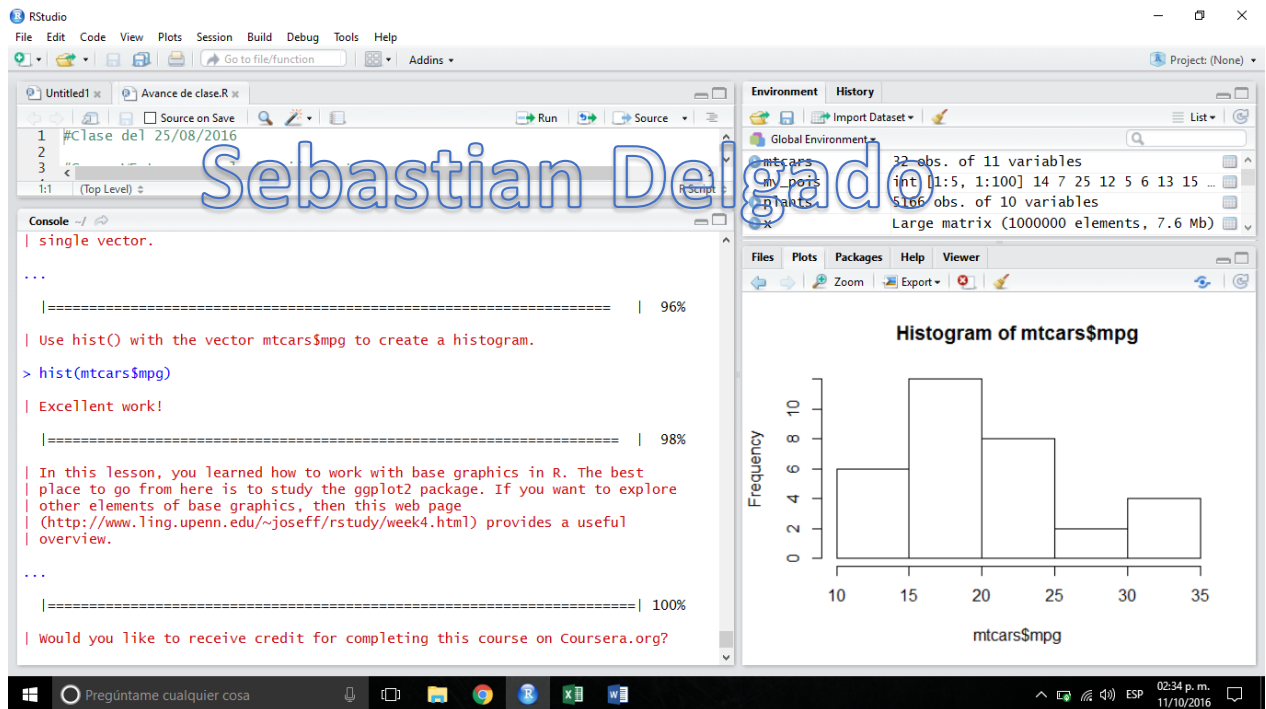 RStudio
File Edit Code View Plots Session Build Debug Tools Help
Go to file/function Addins Project: (None)
Untitled1 Avance de clase.R
Source on Save Run Source
1 #Clase del 25/08/2016
2
3
1:1 (Top Level) R Script
Sebastian Delgado
Console ~/
| single vector.
...
|=====================================================================   |  96%
| Use hist() with the vector mtcars$mpg to create a histogram.
> hist(mtcars$mpg)
| Excellent work!
|======================================================================  |  98%
| In this lesson, you learned how to work with base graphics in R. The best
| place to go from here is to study the ggplot2 package. If you want to explore
| other elements of base graphics, then this web page
| (http://www.ling.upenn.edu/~joseff/rstudy/week4.html) provides a useful
| overview.
...
|========================================================================| 100%
| Would you like to receive credit for completing this course on Coursera.org?
Environment History
Import Dataset List
Global Environment
mtcars 32 obs. of 11 variables
my_pois int [1:5, 1:100] 14 7 25 12 5 6 13 15 ...
plants 5166 obs. of 10 variables
x Large matrix (1000000 elements, 7.6 Mb)
Files Plots Packages Help Viewer
Zoom Export
Histogram of mtcars$mpg
Frequency
0 2 4 6 8 10
10 15 20 25 30 35
mtcars$mpg
Pregúntame cualquier cosa
ESP
02:34 p. m.
11/10/2016